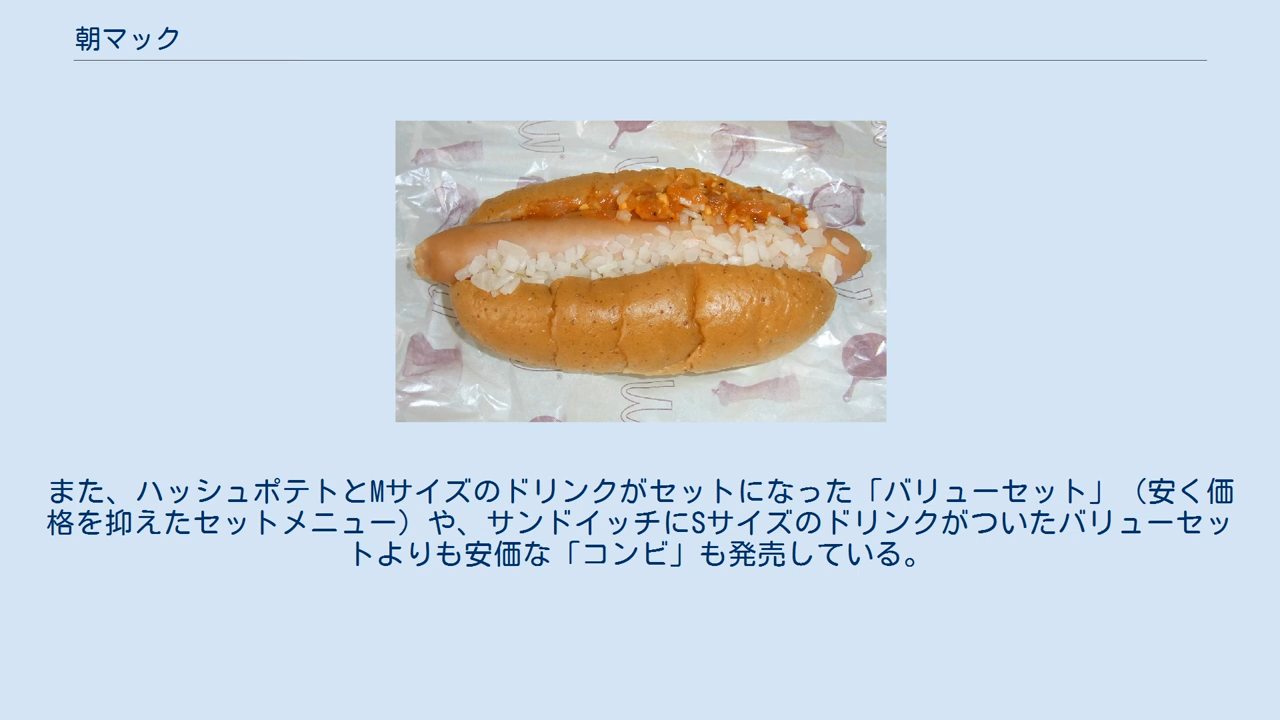 朝マック
また、ハッシュポテトとMサイズのドリンクがセットになった「バリューセット」（安く価
格を抑えたセットメニュー）や、サンドイッチにSサイズのドリンクがついたバリューセッ
トよりも安価な「コンビ」も発売している。